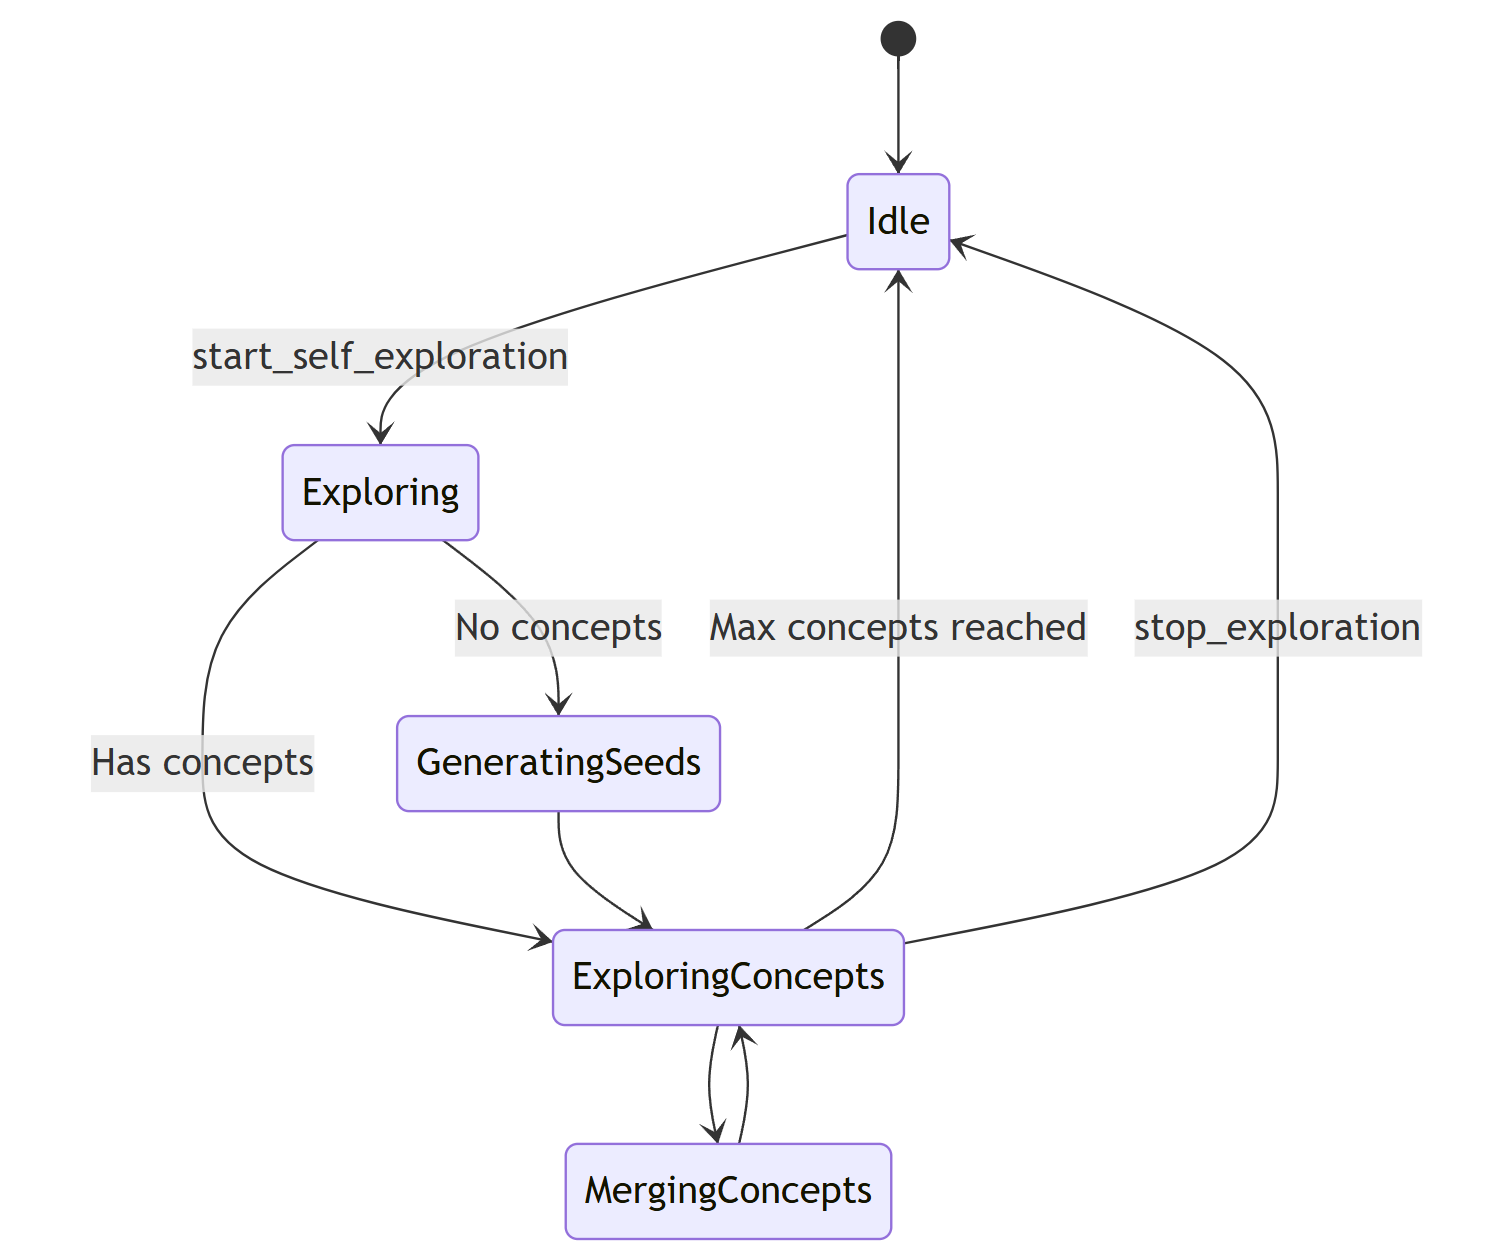 Idle
start_self_exploration
Exploring
No concepts
Max concepts reached
stop_exploration
Has concepts
GeneratingSeeds
ExploringConcepts
MergingConcepts